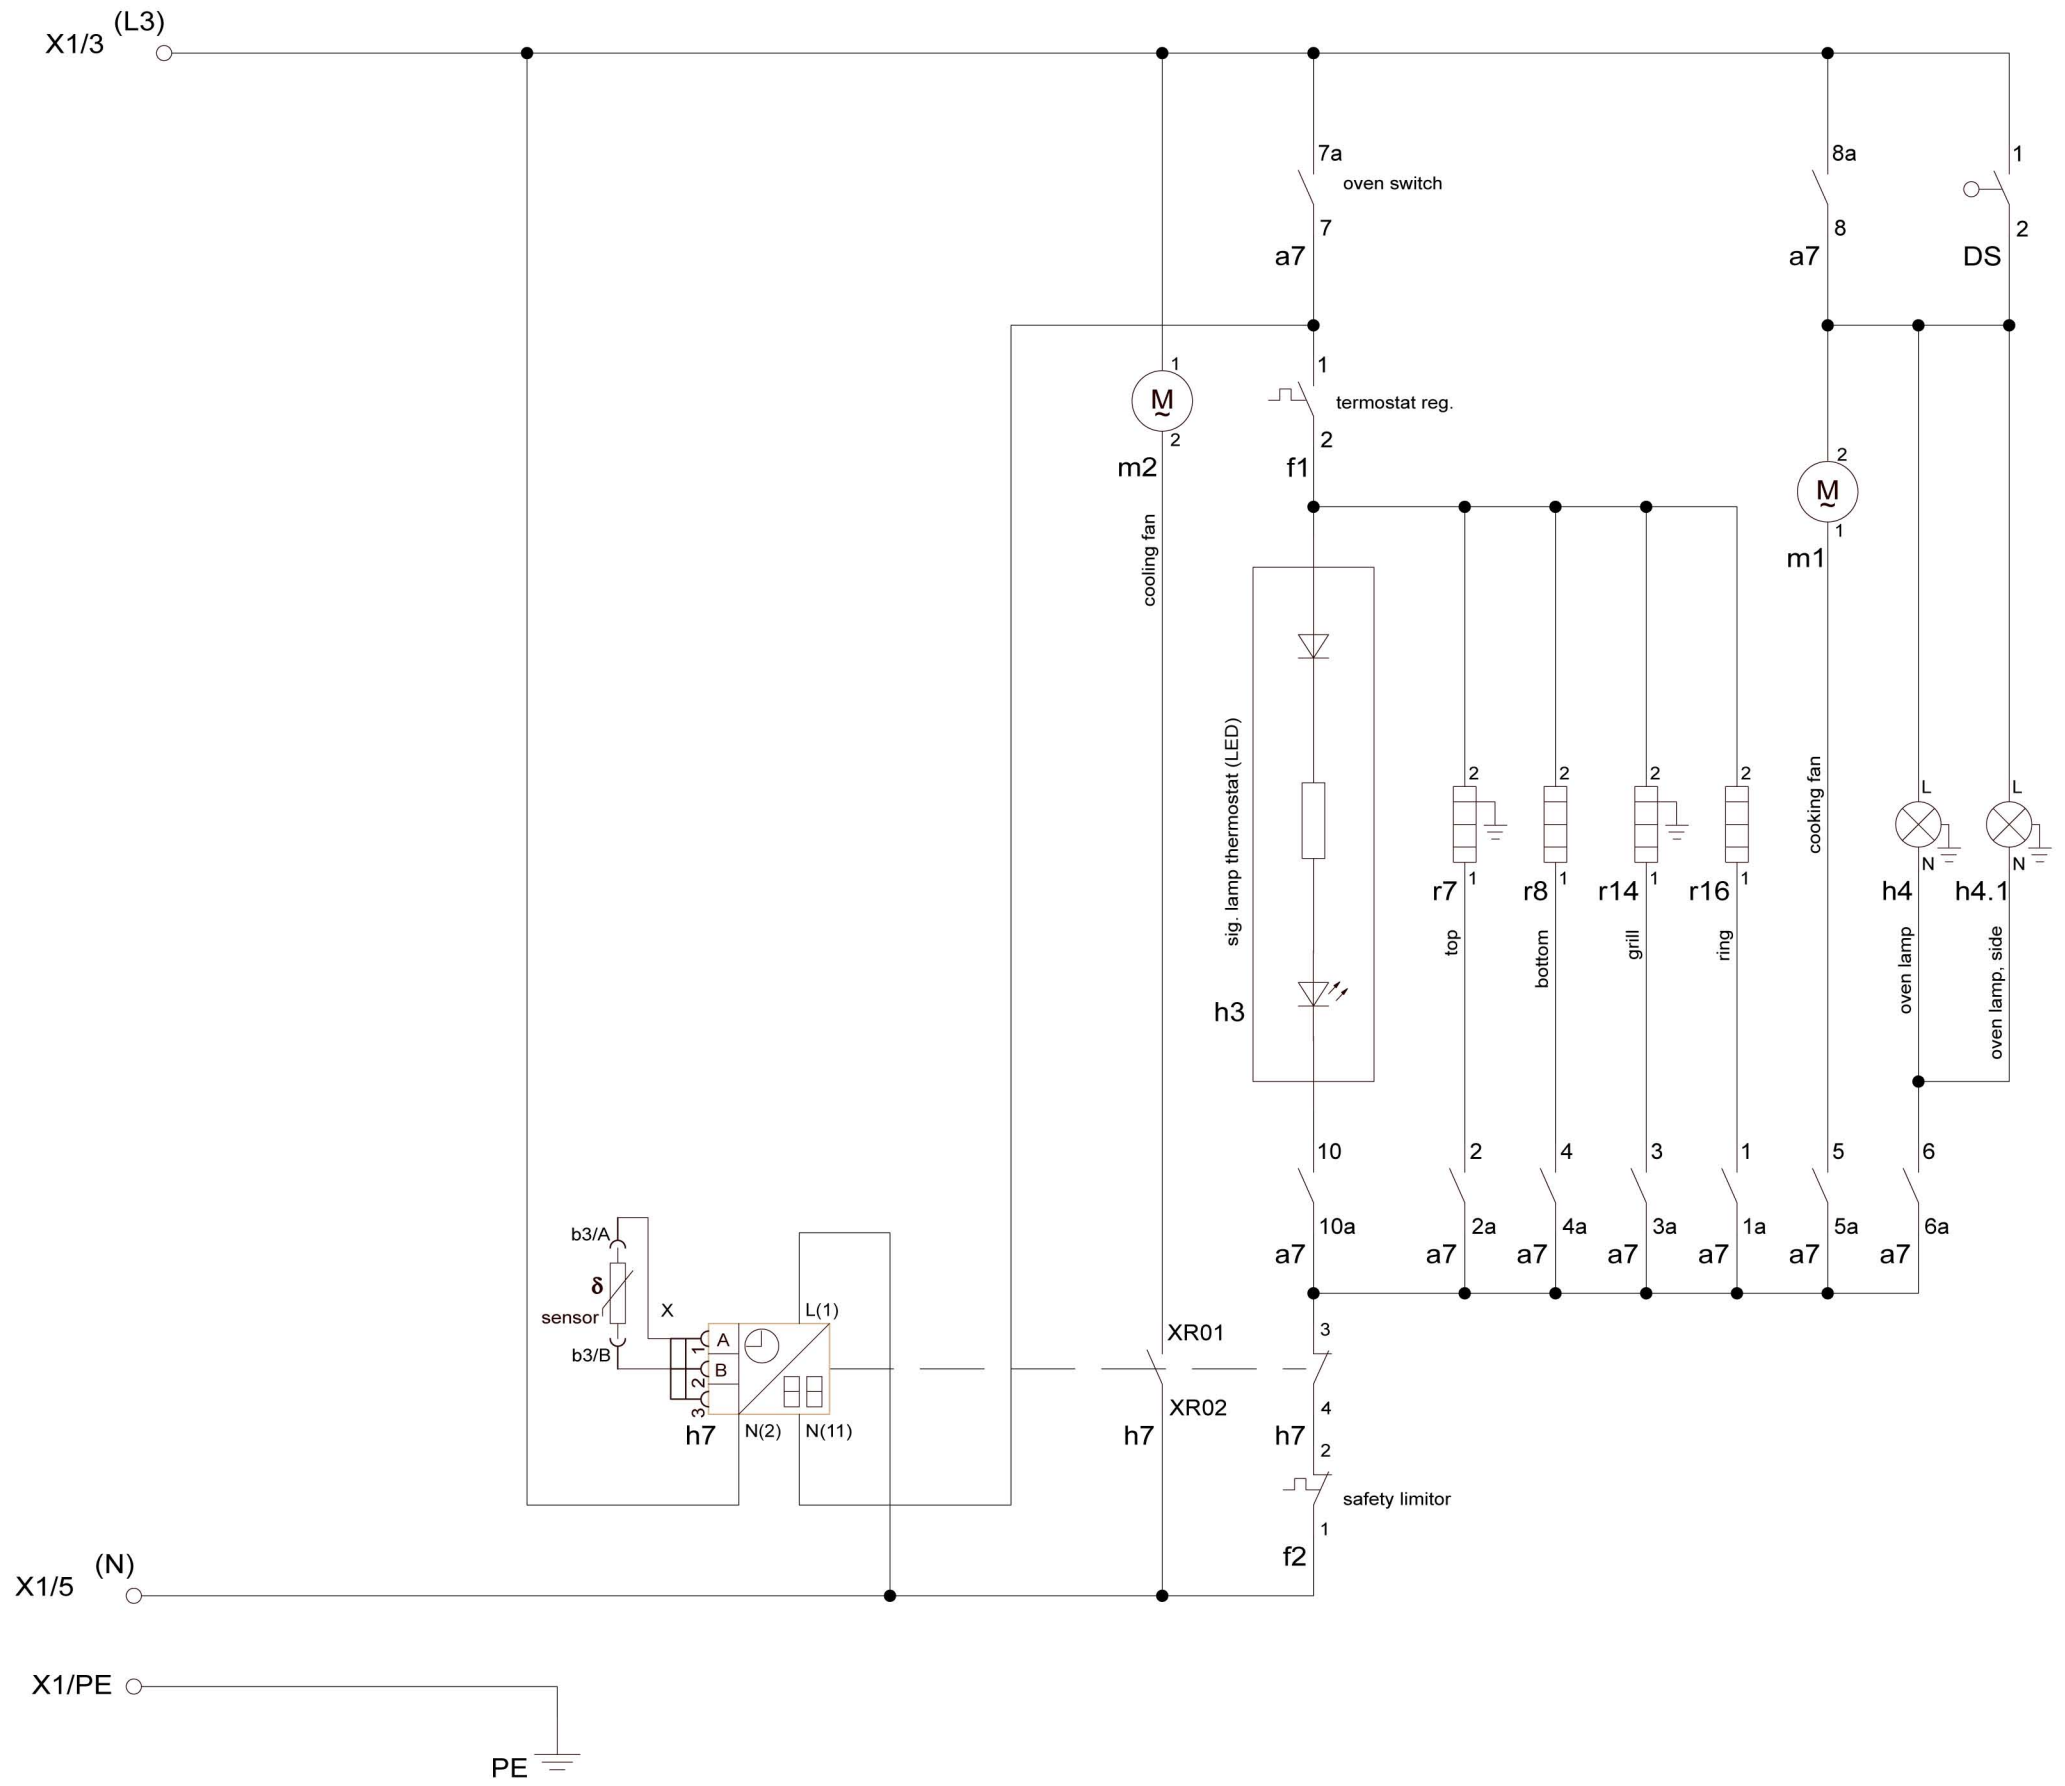 (L3)
X1/3
7a
oven switch
7
a7
8a
8
a7
1
2
DS
1
M
~
2
m2
cooling fan
1
termostat reg.
2
f1
2
M
~
1
m1
cooking fan
sig. lamp thermostat (LED)
h3
2
r7
1
top
2
r8
1
bottom
2
r14
1
grill
2
r16
1
ring
L
N
h4
oven lamp
L
N
h4.1
oven lamp, side
10
10a
a7
2
2a
a7
4
4a
a7
3
3a
a7
1
1a
a7
5
5a
a7
6
6a
a7
b3/A
δ
sensor
b3/B
X
L(1)
A
1
B
2
3
h7
N(2)
N(11)
XR01
XR02
h7
3
4
h7
2
safety limitor
1
f2
(N)
X1/5
X1/PE
PE